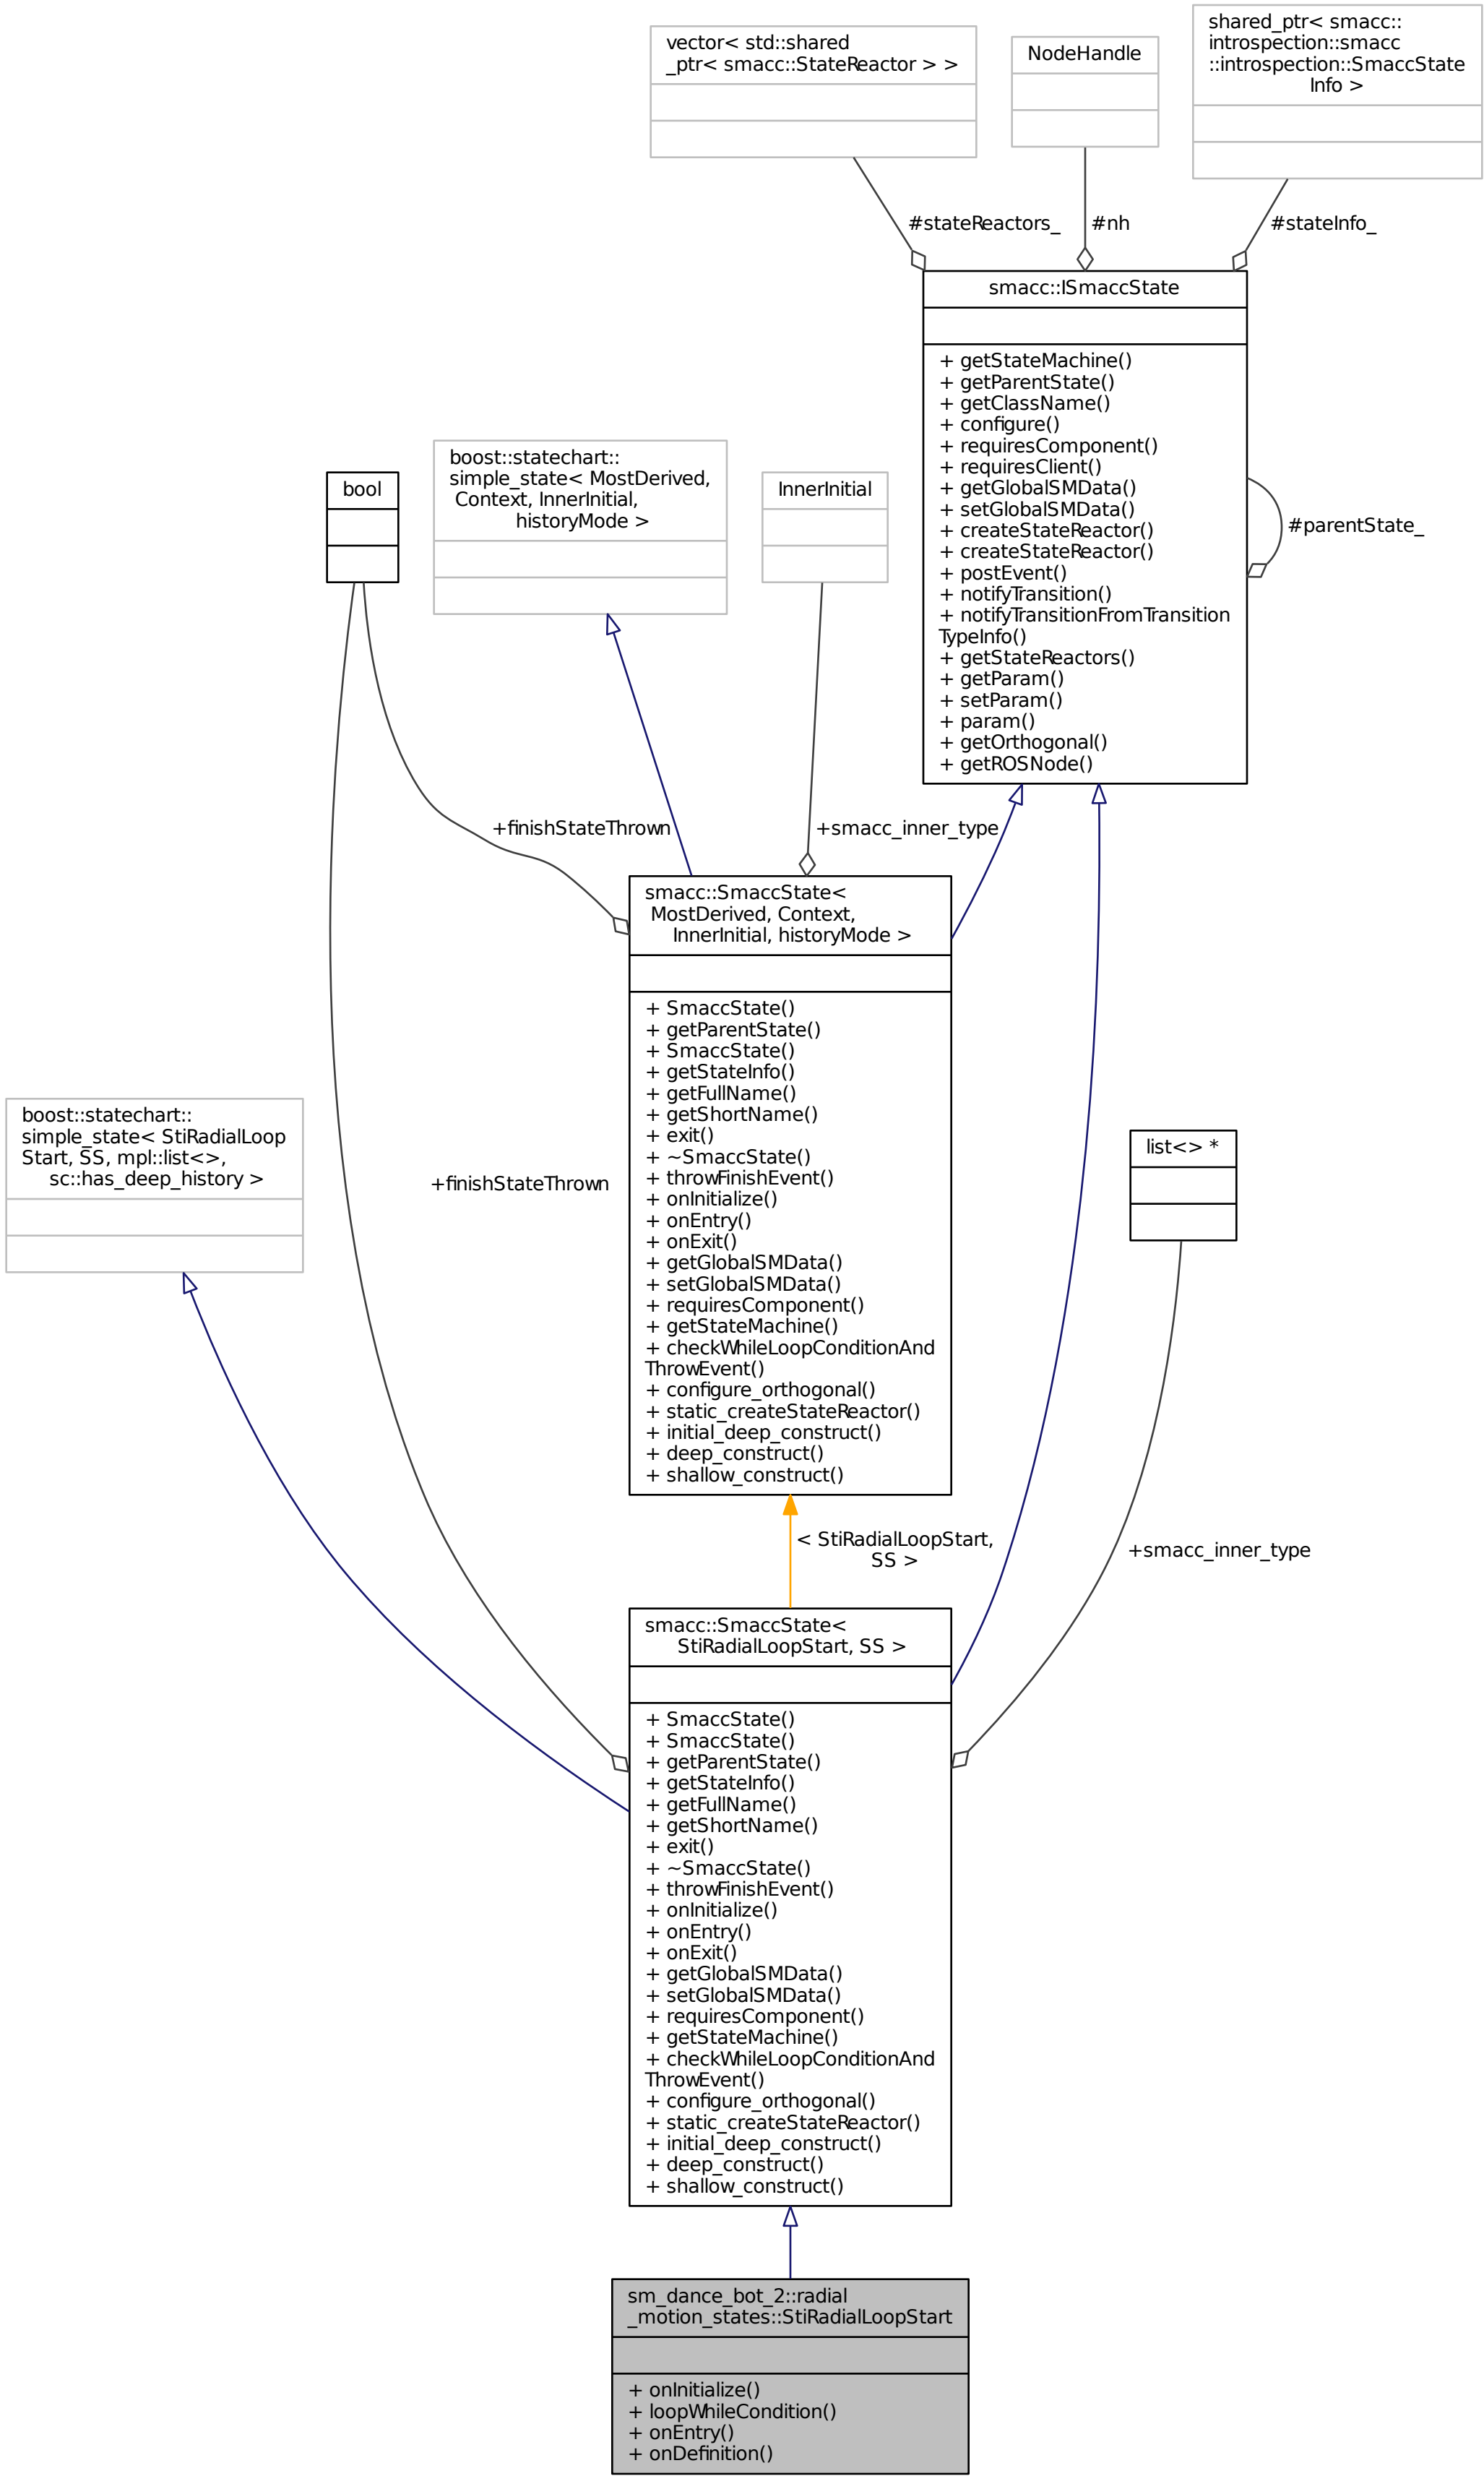 vector< std::shared
_ptr< smacc::StateReactor > >
NodeHandle
shared_ptr< smacc::
introspection::smacc
::introspection::SmaccState
Info >
#stateReactors_
#nh
#stateInfo_
smacc::ISmaccState
+ getStateMachine()
+ getParentState()
+ getClassName()
+ configure()
+ requiresComponent()
+ requiresClient()
+ getGlobalSMData()
+ setGlobalSMData()
+ createStateReactor()
+ createStateReactor()
+ postEvent()
+ notifyTransition()
+ notifyTransitionFromTransition
TypeInfo()
+ getStateReactors()
+ getParam()
+ setParam()
+ param()
+ getOrthogonal()
+ getROSNode()
#parentState_
bool
boost::statechart::
simple_state< MostDerived,
Context, InnerInitial,
historyMode >
InnerInitial
+finishStateThrown
+smacc_inner_type
smacc::SmaccState<
MostDerived, Context,
InnerInitial, historyMode >
+ SmaccState()
+ getParentState()
+ SmaccState()
+ getStateInfo()
+ getFullName()
+ getShortName()
+ exit()
+ ~SmaccState()
+ throwFinishEvent()
+ onInitialize()
+ onEntry()
+ onExit()
+ getGlobalSMData()
+ setGlobalSMData()
+ requiresComponent()
+ getStateMachine()
+ checkWhileLoopConditionAnd
ThrowEvent()
+ configure_orthogonal()
+ static_createStateReactor()
+ initial_deep_construct()
+ deep_construct()
+ shallow_construct()
boost::statechart::
simple_state< StiRadialLoop
Start, SS, mpl::list<>,
sc::has_deep_history >
+finishStateThrown
list<> *
< StiRadialLoopStart,
SS >
+smacc_inner_type
smacc::SmaccState<
StiRadialLoopStart, SS >
+ SmaccState()
+ SmaccState()
+ getParentState()
+ getStateInfo()
+ getFullName()
+ getShortName()
+ exit()
+ ~SmaccState()
+ throwFinishEvent()
+ onInitialize()
+ onEntry()
+ onExit()
+ getGlobalSMData()
+ setGlobalSMData()
+ requiresComponent()
+ getStateMachine()
+ checkWhileLoopConditionAnd
ThrowEvent()
+ configure_orthogonal()
+ static_createStateReactor()
+ initial_deep_construct()
+ deep_construct()
+ shallow_construct()
sm_dance_bot_2::radial
_motion_states::StiRadialLoopStart
+ onInitialize()
+ loopWhileCondition()
+ onEntry()
+ onDefinition()